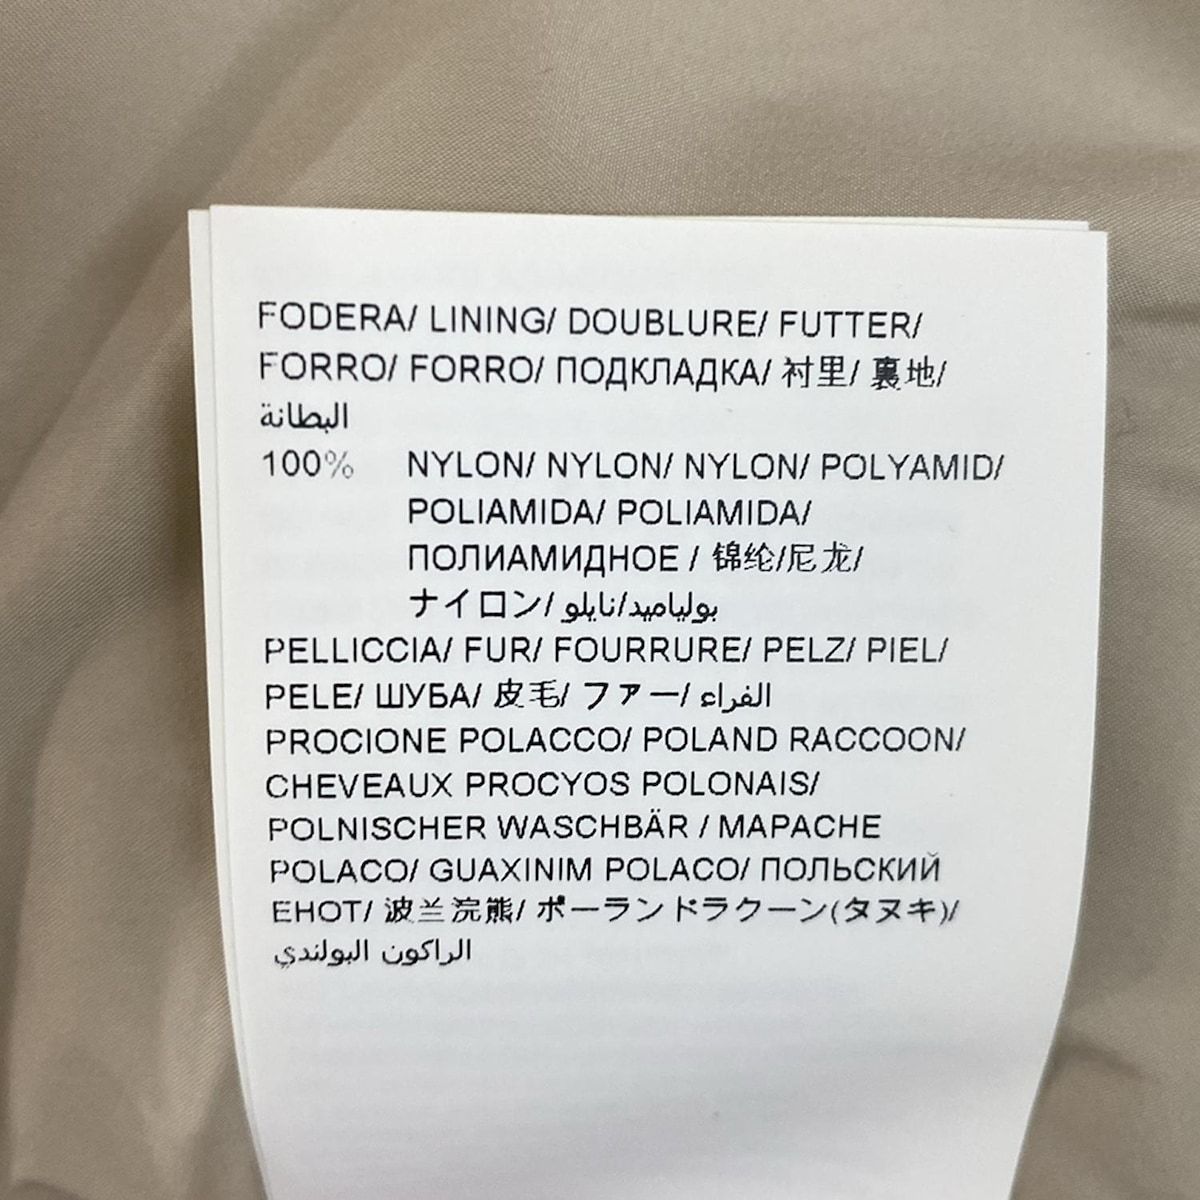 FODERA/ LINING/ DOUBLURE/ FUTTER/
FORRO/ FORRO/ ПОДКЛАДКА/ 衬里/ 裏地/
البطانة
100% NYLON/ NYLON/ NYLON/ POLYAMID/
POLIAMIDA/ POLIAMIDA/
ПОЛИАМИДНОЕ / 锦纶/尼龙/
ナイロン/ بولياميد/نايلو
PELLICCIA/ FUR/ FOURRURE/ PELZ/ PIEL/
PELE/ ШУБА/ 皮毛/ ファー/ الفراء
PROCIONE POLACCO/ POLAND RACCOON/
CHEVEAUX PROCYOS POLONAIS/
POLNISCHER WASCHBÄR / MAPACHE
POLACO/ GUAXINIM POLACO/ ПОЛЬСКИЙ
ЕНОТ/ 波兰浣熊/ ポーランドラクーン(タヌキ)/
الراكون البولندي